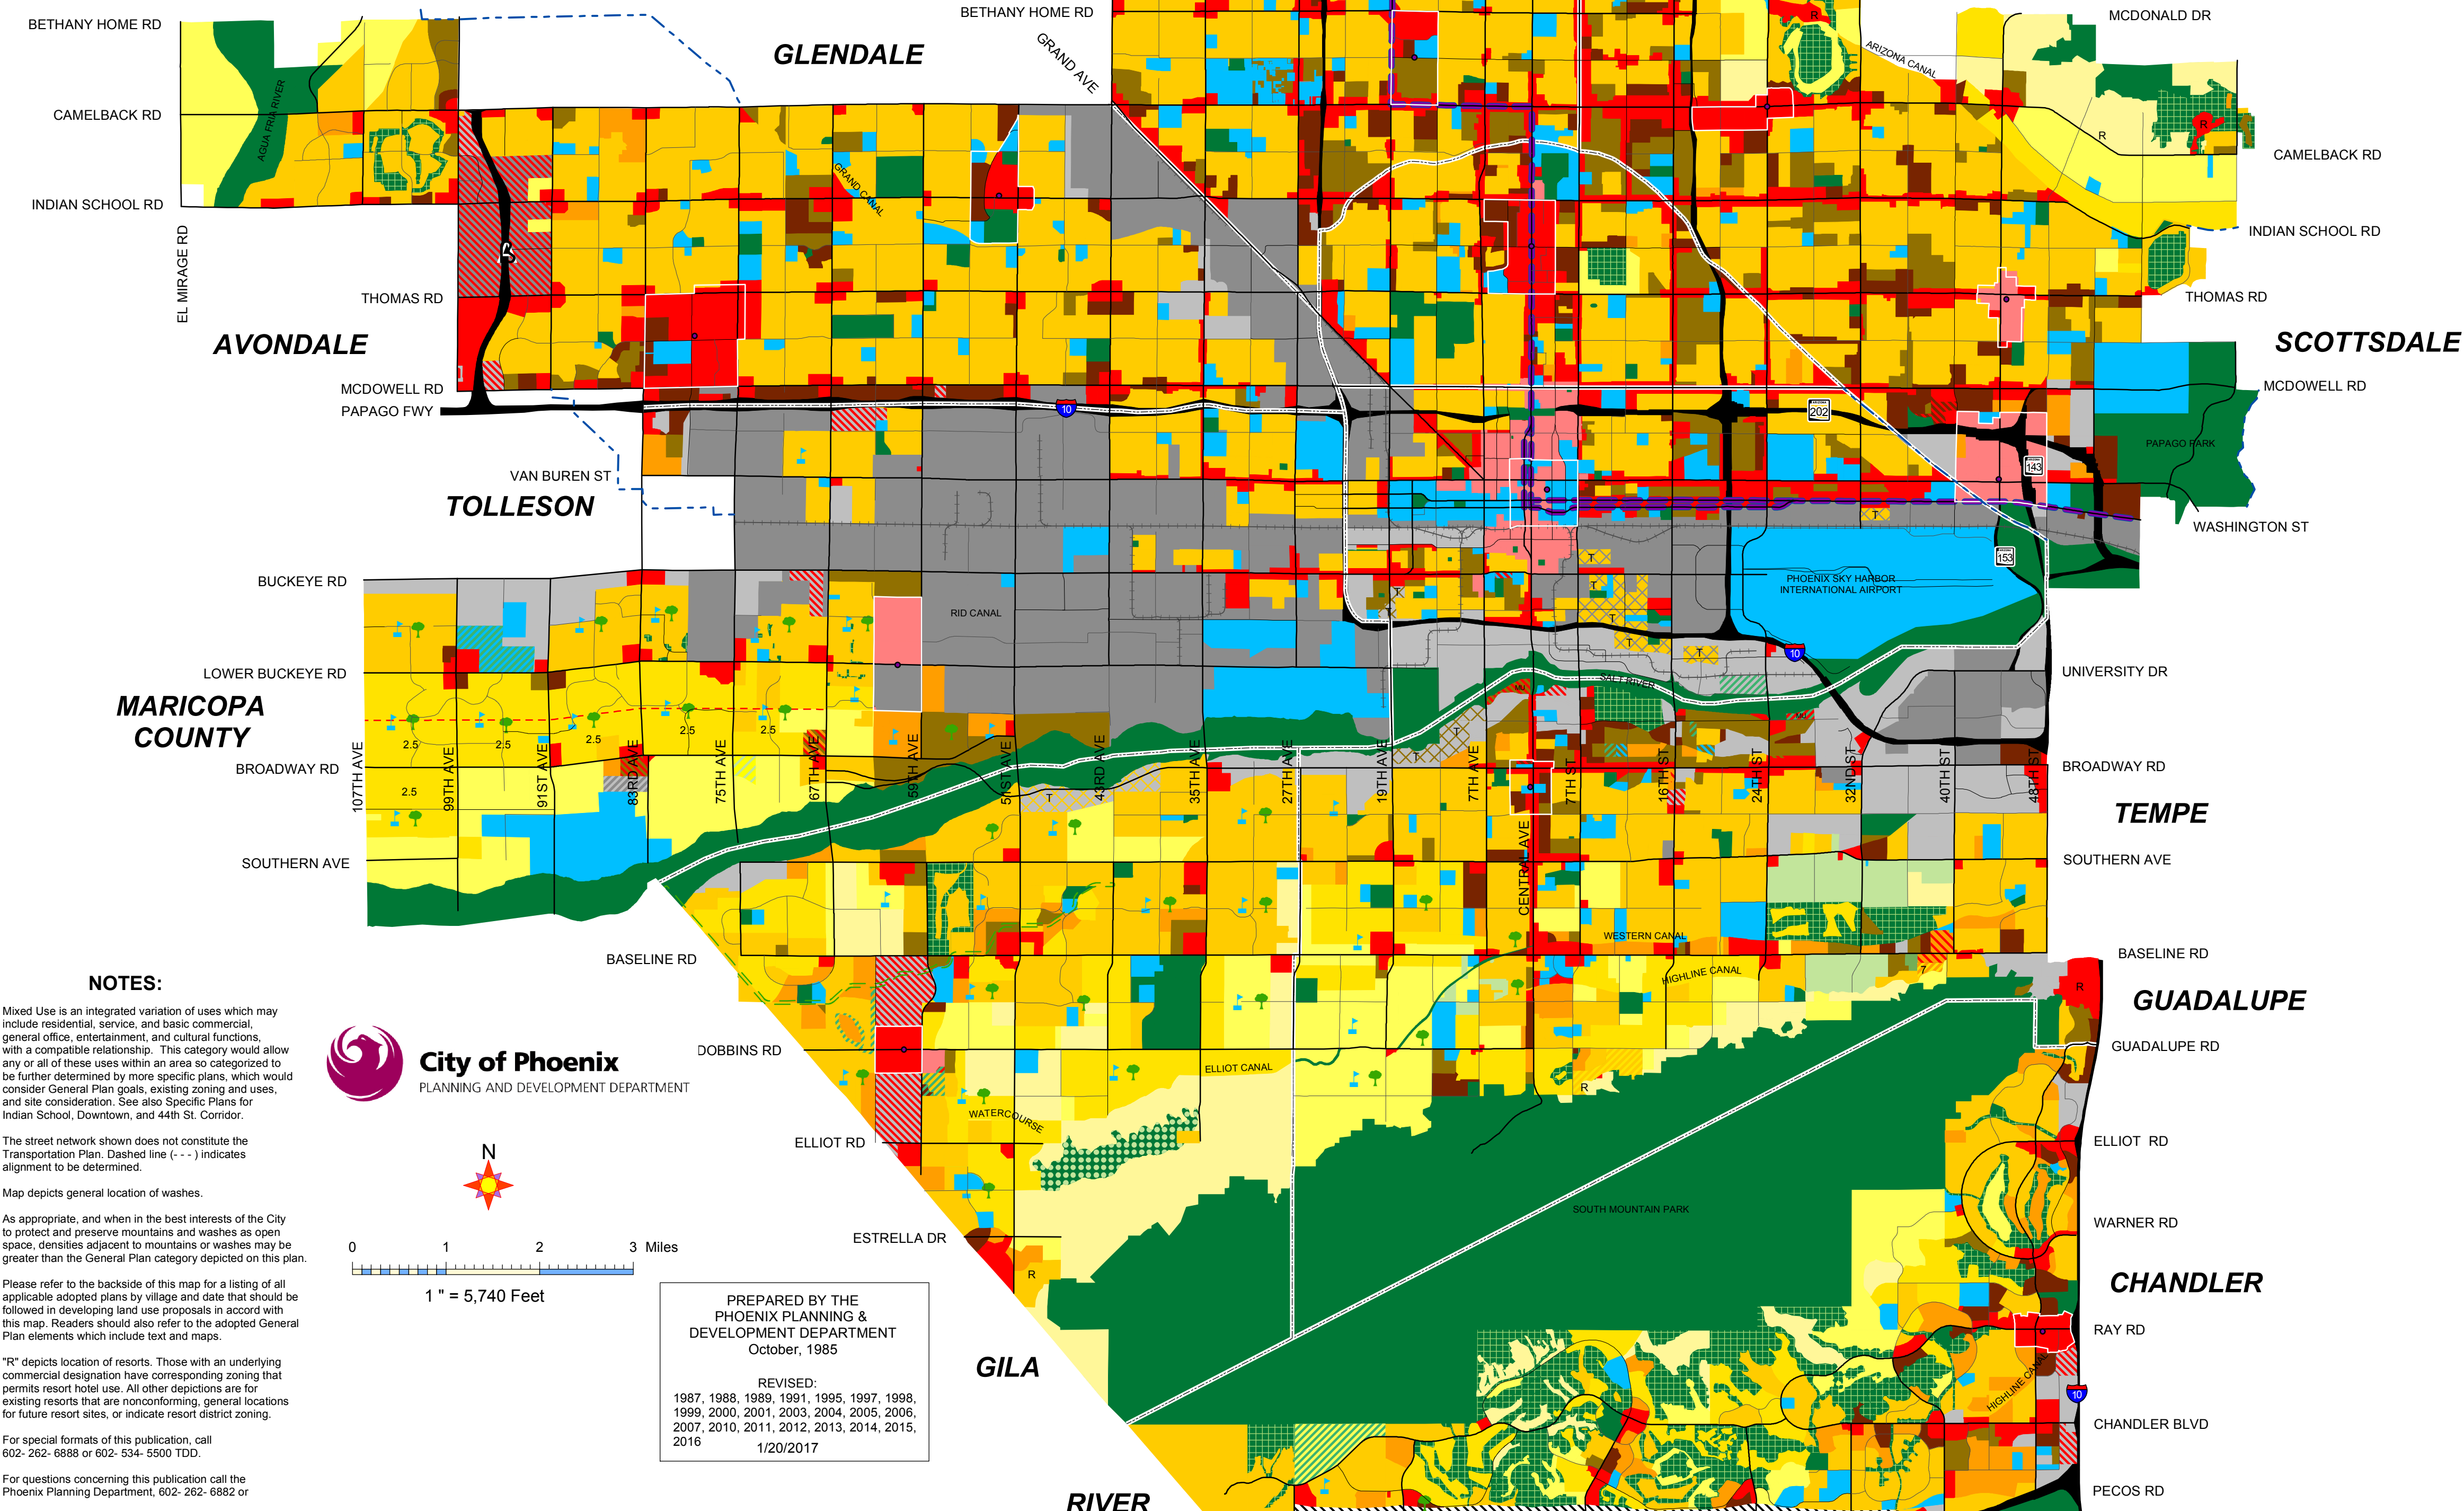 BETHANY HOME RD
BETHANY HOME RD
MCDONALD DR
GRAND AVE
GLENDALE
ARIZONA CANAL
R
CAMELBACK RD
AGUA FRIA RIVER
R
R
CAMELBACK RD
GRAND CANAL
INDIAN SCHOOL RD
INDIAN SCHOOL RD
EL MIRAGE RD
THOMAS RD
THOMAS RD
AVONDALE
SCOTTSDALE
MCDOWELL RD
MCDOWELL RD
PAPAGO FWY
10
202
PAPAGO PARK
VAN BUREN ST
143
TOLLESON
T
WASHINGTON ST
153
T
BUCKEYE RD
PHOENIX SKY HARBOR
INTERNATIONAL AIRPORT
T
T
RID CANAL
T
T
T
T
10
LOWER BUCKEYE RD
UNIVERSITY DR
SALT RIVER
MU
MU
MARICOPA
COUNTY
2.5
2.5
2.5
2.5
2.5
T
T
BROADWAY RD
BROADWAY RD
107TH AVE
99TH AVE
91ST AVE
83RD AVE
75TH AVE
67TH AVE
59TH AVE
51ST AVE
43RD AVE
35TH AVE
27TH AVE
19TH AVE
7TH AVE
CENTRAL AVE
7TH ST
16TH ST
24TH ST
32ND ST
40TH ST
48TH ST
2.5
T
TEMPE
SOUTHERN AVE
SOUTHERN AVE
WESTERN CANAL
BASELINE RD
BASELINE RD
HIGHLINE CANAL
7
R
GUADALUPE
DOBBINS RD
GUADALUPE RD
ELLIOT CANAL
R
WATERCOURSE
ELLIOT RD
ELLIOT RD
SOUTH MOUNTAIN PARK
WARNER RD
ESTRELLA DR
R
CHANDLER
RAY RD
GILA
HIGHLINE CANAL
10
CHANDLER BLVD
PECOS RD
RIVER
NOTES:
Mixed Use is an integrated variation of uses which may
include residential, service, and basic commercial,
general office, entertainment, and cultural functions,
with a compatible relationship. This category would allow
any or all of these uses within an area so categorized to
be further determined by more specific plans, which would
consider General Plan goals, existing zoning and uses,
and site consideration. See also Specific Plans for
Indian School, Downtown, and 44th St. Corridor.
The street network shown does not constitute the
Transportation Plan. Dashed line (- - - ) indicates
alignment to be determined.
Map depicts general location of washes.
As appropriate, and when in the best interests of the City
to protect and preserve mountains and washes as open
space, densities adjacent to mountains or washes may be
greater than the General Plan category depicted on this plan.
Please refer to the backside of this map for a listing of all
applicable adopted plans by village and date that should be
followed in developing land use proposals in accord with
this map. Readers should also refer to the adopted General
Plan elements which include text and maps.
"R" depicts location of resorts. Those with an underlying
commercial designation have corresponding zoning that
permits resort hotel use. All other depictions are for
existing resorts that are nonconforming, general locations
for future resort sites, or indicate resort district zoning.
For special formats of this publication, call
602- 262- 6888 or 602- 534- 5500 TDD.
For questions concerning this publication call the
Phoenix Planning Department, 602- 262- 6882 or
City of Phoenix
PLANNING AND DEVELOPMENT DEPARTMENT
N
0 1 2 3 Miles
1 " = 5,740 Feet
PREPARED BY THE
PHOENIX PLANNING &
DEVELOPMENT DEPARTMENT
October, 1985
REVISED:
1987, 1988, 1989, 1991, 1995, 1997, 1998,
1999, 2000, 2001, 2003, 2004, 2005, 2006,
2007, 2010, 2011, 2012, 2013, 2014, 2015,
2016 1/20/2017